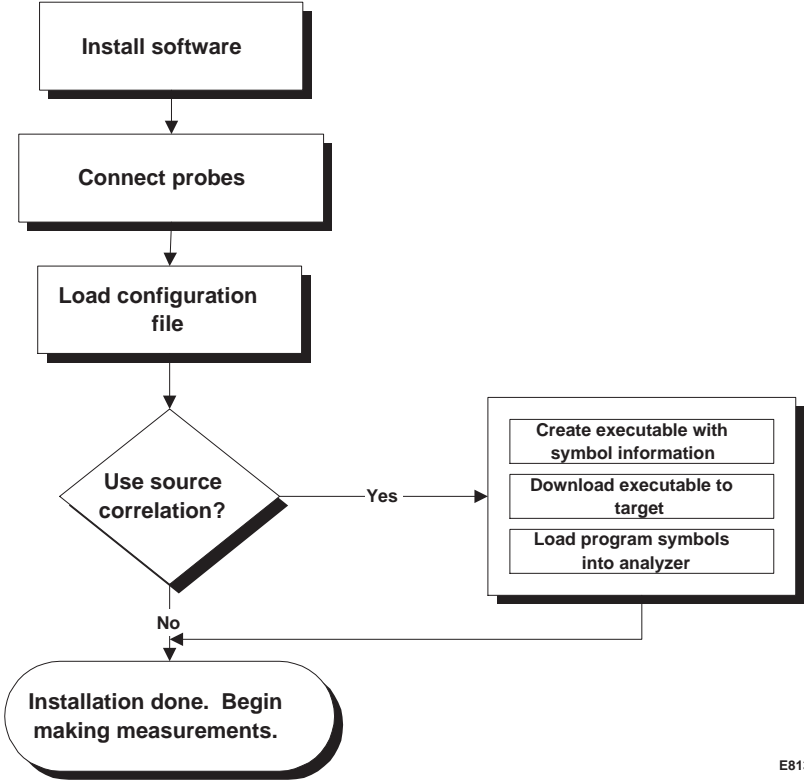 Install software
Connect probes
Load configuration
file
Use source
correlation?
Yes
Create executable with
symbol information
Download executable to
target
Load program symbols
into analyzer
No
Installation done. Begin
making measurements.